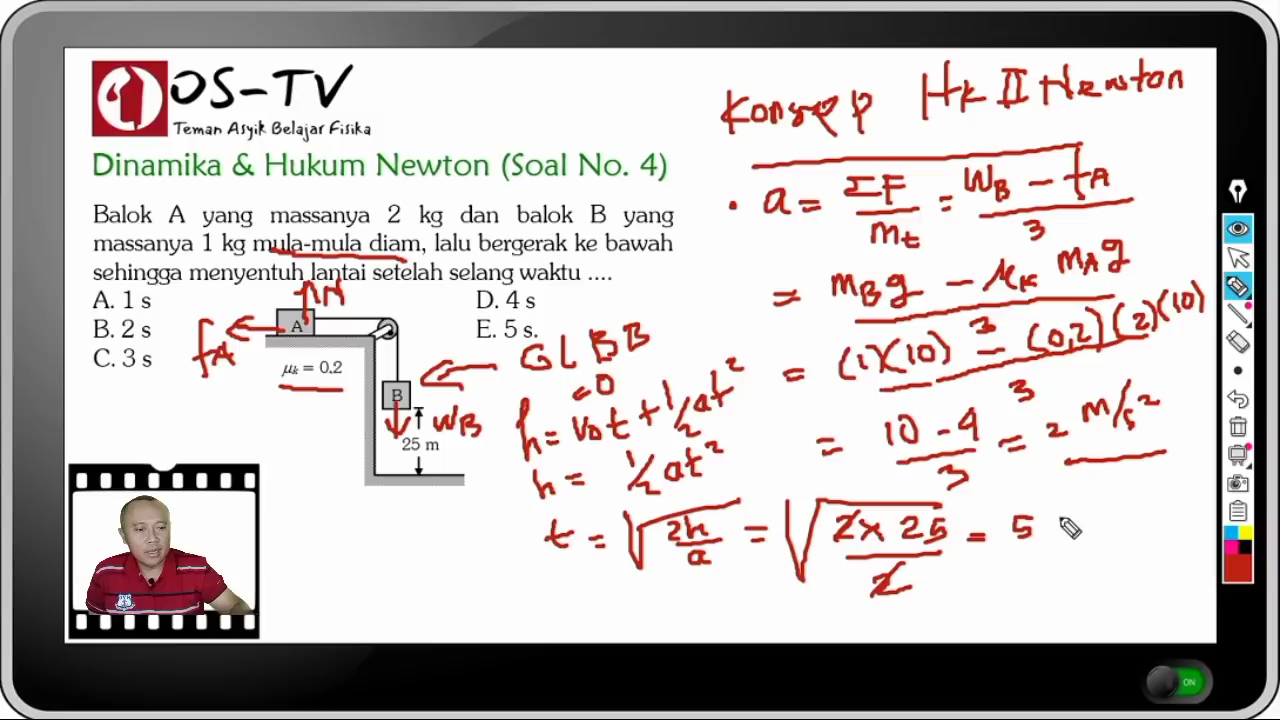 OS-TV
Teman Asyik Belajar Fisika
Dinamika & Hukum Newton (Soal No. 4)
Balok A yang massanya 2 kg dan balok B yang
massanya 1 kg mula-mula diam, lalu bergerak ke bawah
sehingga menyentuh lantai setelah selang waktu ....
A. 1 s
B. 2 s
C. 3 s
D. 4 s
E. 5 s.
N
A
fA
μk = 0.2
B
WB
25 m
GLBB
=0
h = V₀t + 1/2 at²
h = 1/2 at²
t = √(2h/a) = √(2x25/2) = 5
Konsep Hk II Newton
• a = ΣF/mt = (WB - fA)/3
= (mBg - μk mAg)/3
= ((1)(10) - (0,2)(2)(10))/3
= (10 - 4)/3 = 2 m/s²
ON